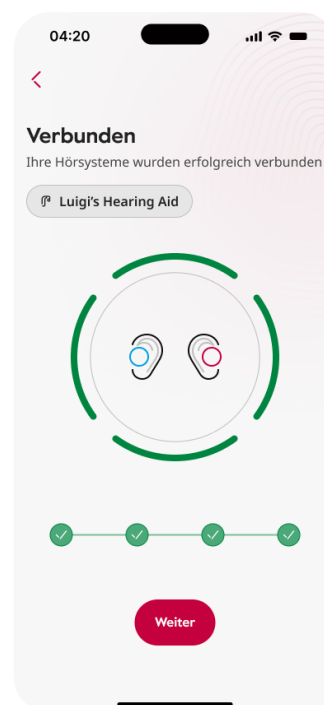 04:20
Verbunden
Ihre Hörsysteme wurden erfolgreich verbunden
Luigi's Hearing Aid
Weiter